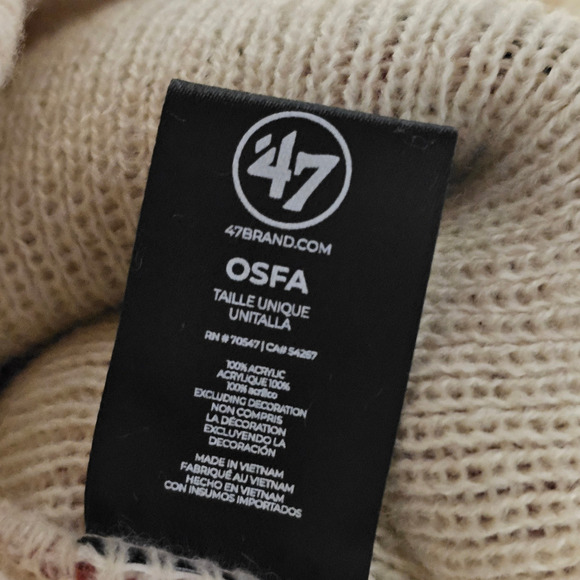 '47
47BRAND.COM
OSFA
TAILLE UNIQUE
UNITALLA
RN # 70547 | CA# 54267
100% ACRYLIC
ACRYLIQUE 100%
100% acrílico
EXCLUDING DECORATION
NON COMPRIS
LA DÉCORATION
EXCLUYENDO LA
DECORACIÓN
MADE IN VIETNAM
FABRIQUÉ AU VIETNAM
HECHO EN VIETNAM
CON INSUMOS IMPORTADOS